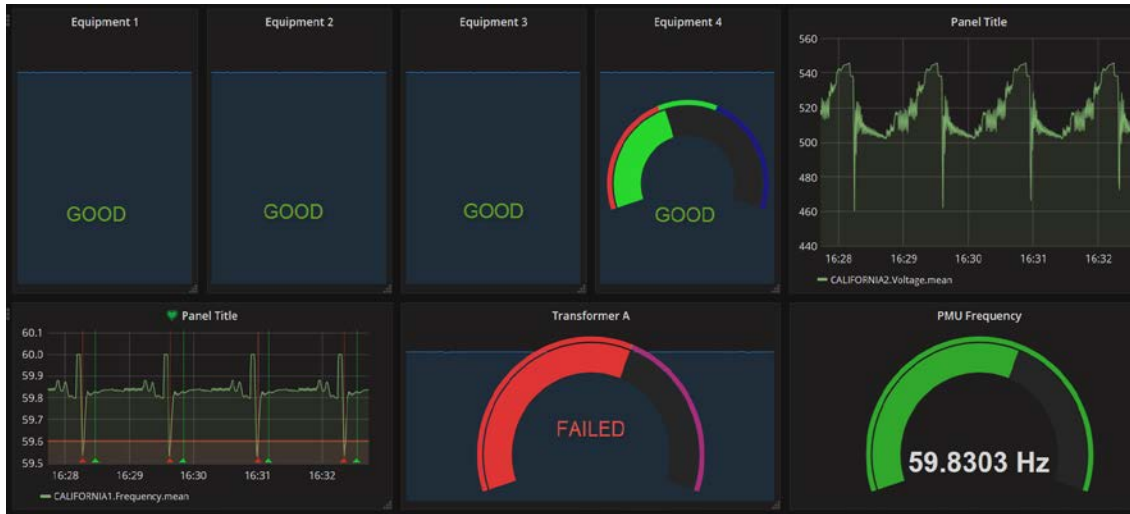 Equipment 1
Equipment 2
Equipment 3
Equipment 4
Panel Title
GOOD
GOOD
GOOD
GOOD
560
540
520
500
480
460
440
16:28
16:29
16:30
16:31
16:32
CALIFORNIA2.Voltage.mean
Panel Title
60.1
60.0
59.9
59.8
59.7
59.6
59.5
16:28
16:29
16:30
16:31
16:32
CALIFORNIA1.Frequency.mean
Transformer A
FAILED
PMU Frequency
59.8303 Hz